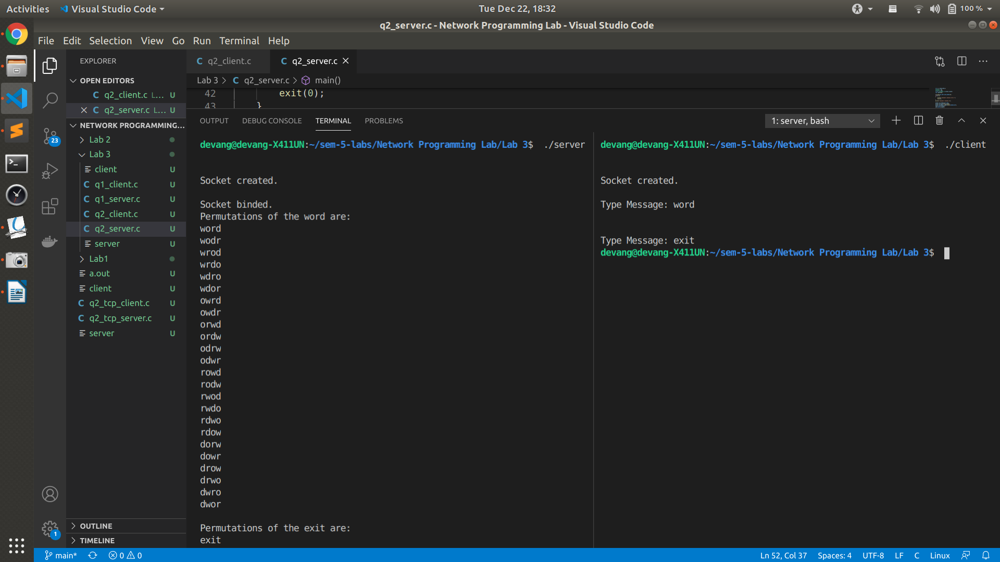 Activities Visual Studio Code Tue Dec 22, 18:32 100 %
q2_server.c - Network Programming Lab - Visual Studio Code
File Edit Selection View Go Run Terminal Help
EXPLORER
OPEN EDITORS
q2_client.c L... U
q2_server.c L... U
NETWORK PROGRAMMING...
Lab 2
Lab 3
client U
q1_client.c U
q1_server.c U
q2_client.c U
q2_server.c U
server U
Lab1
a.out U
client U
q2_tcp_client.c U
q2_tcp_server.c U
server U
OUTLINE
TIMELINE
23
1
q2_client.c q2_server.c
Lab 3 > q2_server.c > main()
42 exit(0);
43 }
OUTPUT DEBUG CONSOLE TERMINAL PROBLEMS 1: server, bash
devang@devang-X411UN:~/sem-5-labs/Network Programming Lab/Lab 3$ ./server
Socket created.
Socket binded.
Permutations of the word are:
word
wodr
wrod
wrdo
wdro
wdor
owrd
owdr
orwd
ordw
odrw
odwr
rowd
rodw
rwod
rwdo
rdwo
rdow
dorw
dowr
drow
drwo
dwro
dwor
Permutations of the exit are:
exit
devang@devang-X411UN:~/sem-5-labs/Network Programming Lab/Lab 3$ ./client
Socket created.
Type Message: word
Type Message: exit
devang@devang-X411UN:~/sem-5-labs/Network Programming Lab/Lab 3$
main* 0 0 Ln 52, Col 37 Spaces: 4 UTF-8 LF C Linux